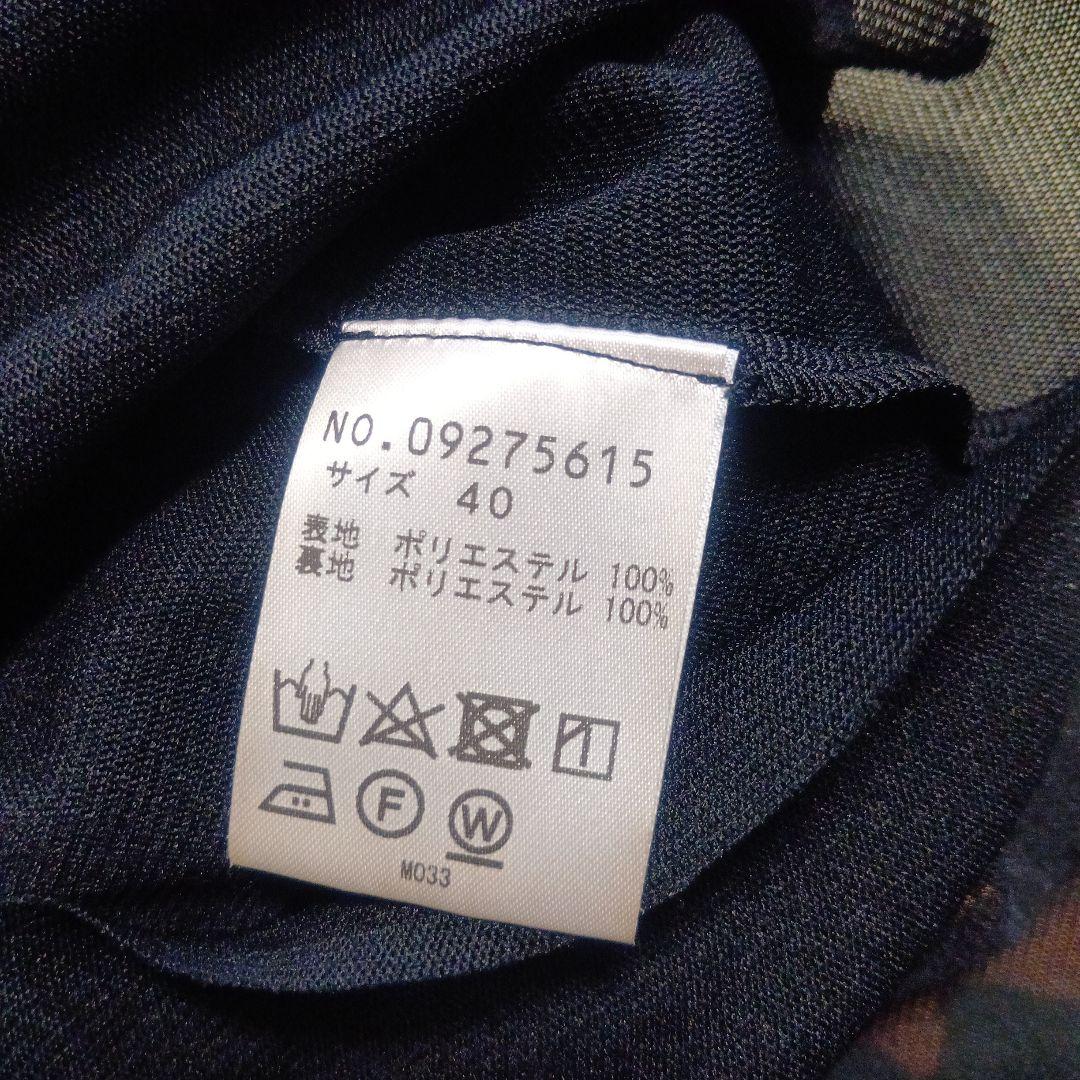 NO.09275615
サイズ 40
表地 ポリエステル 100%
裏地 ポリエステル 100%
F W
M033